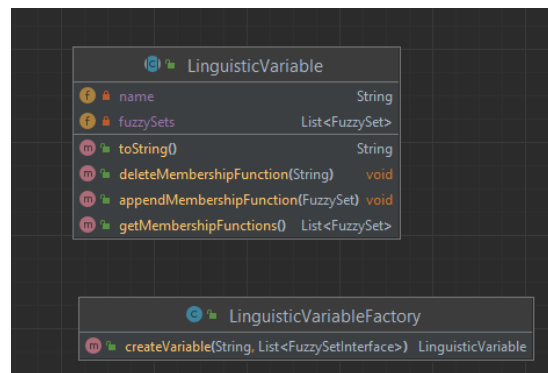 LinguisticVariable
name String
fuzzySets List<FuzzySet>
toString() String
deleteMembershipFunction(String) void
appendMembershipFunction(FuzzySet) void
getMembershipFunctions() List<FuzzySet>
LinguisticVariableFactory
createVariable(String, List<FuzzySetInterface>) LinguisticVariable